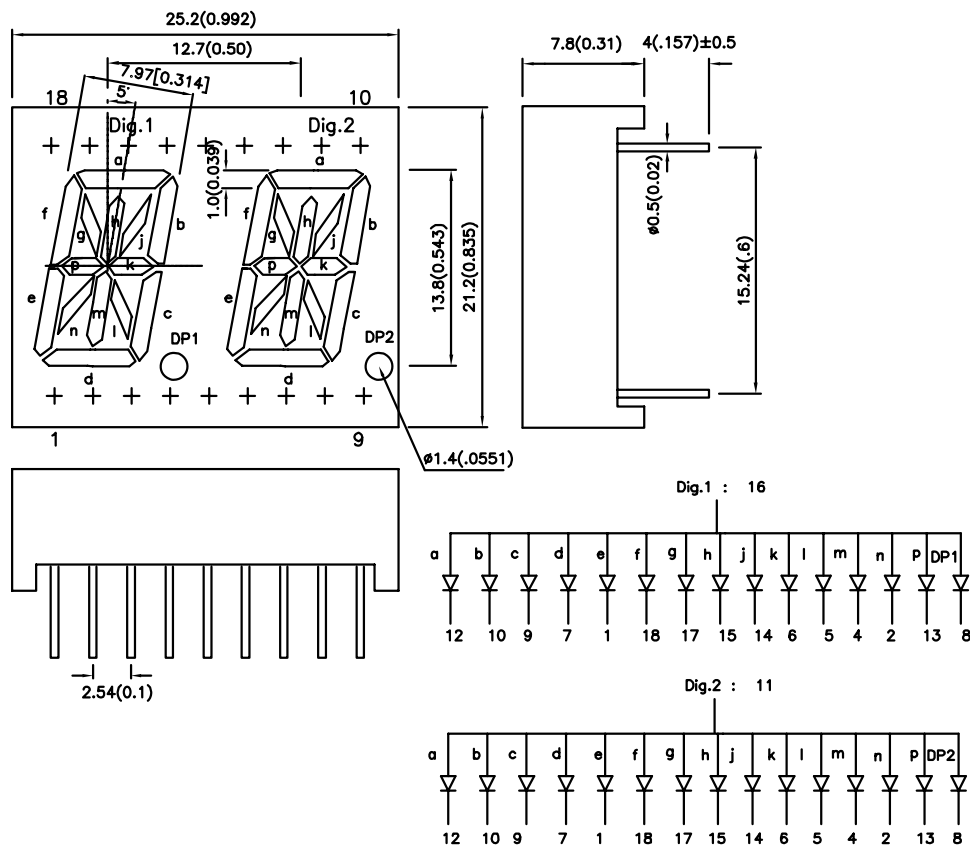 25.2(0.992)
12.7(0.50)
7.97[0.314]
5°
18
10
Dig.1
Dig.2
a
a
1.0(0.039)
f
b
g
h
j
p
k
e
c
n
m
l
d
DP1
f
b
g
h
j
p
k
e
c
n
m
l
d
DP2
13.8(0.543)
21.2(0.835)
1
9
ø1.4(.0551)
7.8(0.31)
4(.157)±0.5
ø0.5(0.02)
15.24(.6)
2.54(0.1)
Dig.1 : 16
a b c d e f g h j k l m n p DP1
12 10 9 7 1 18 17 15 14 6 5 4 2 13 8
Dig.2 : 11
a b c d e f g h j k l m n p DP2
12 10 9 7 1 18 17 15 14 6 5 4 2 13 8